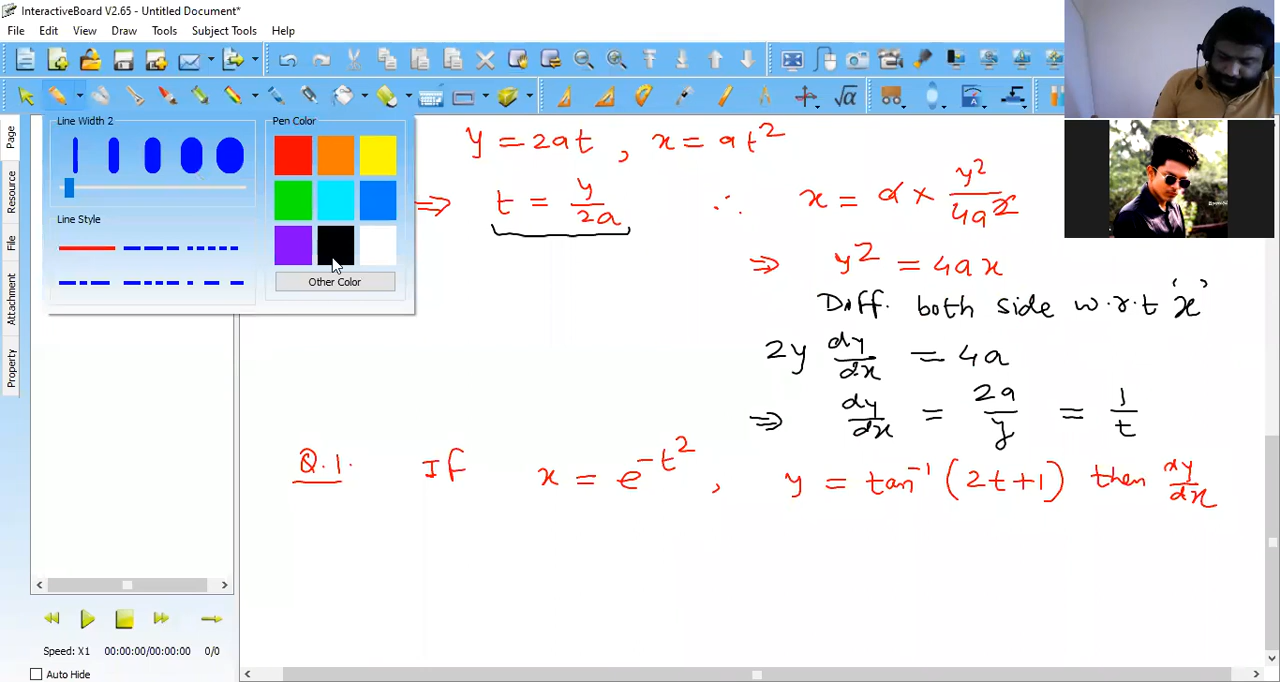 InteractiveBoard V2.65 - Untitled Document*
File Edit View Draw Tools Subject Tools Help
Page
Resource
File
Attachment
Property
Line Width 2
Pen Color
Line Style
Other Color
y = 2at , x = at²
⇒ t = y/2a ∴ x = a × y²/4a²
⇒ y² = 4ax
Diff. both side w.r.t 'x'
2y dy/dx = 4a
⇒ dy/dx = 2a/y = 1/t
Q.1. If x = e^-t², y = tan⁻¹(2t+1) then dy/dx
Speed: X1 00:00:00/00:00:00 0/0
Auto Hide